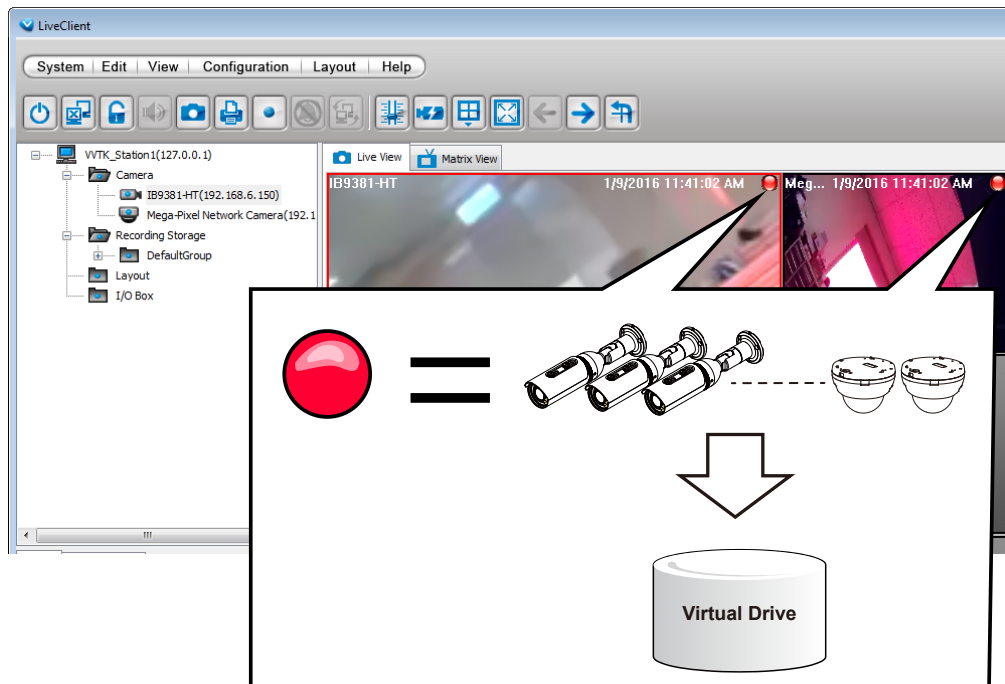 LiveClient
System Edit View Configuration Layout Help
VVTK_Station1(127.0.0.1)
Camera
IB9381-HT(192.168.6.150)
Mega-Pixel Network Camera(192.1
Recording Storage
DefaultGroup
Layout
I/O Box
Live View Matrix View
IB9381-HT 1/9/2016 11:41:02 AM
Meg... 1/9/2016 11:41:02 AM
Virtual Drive